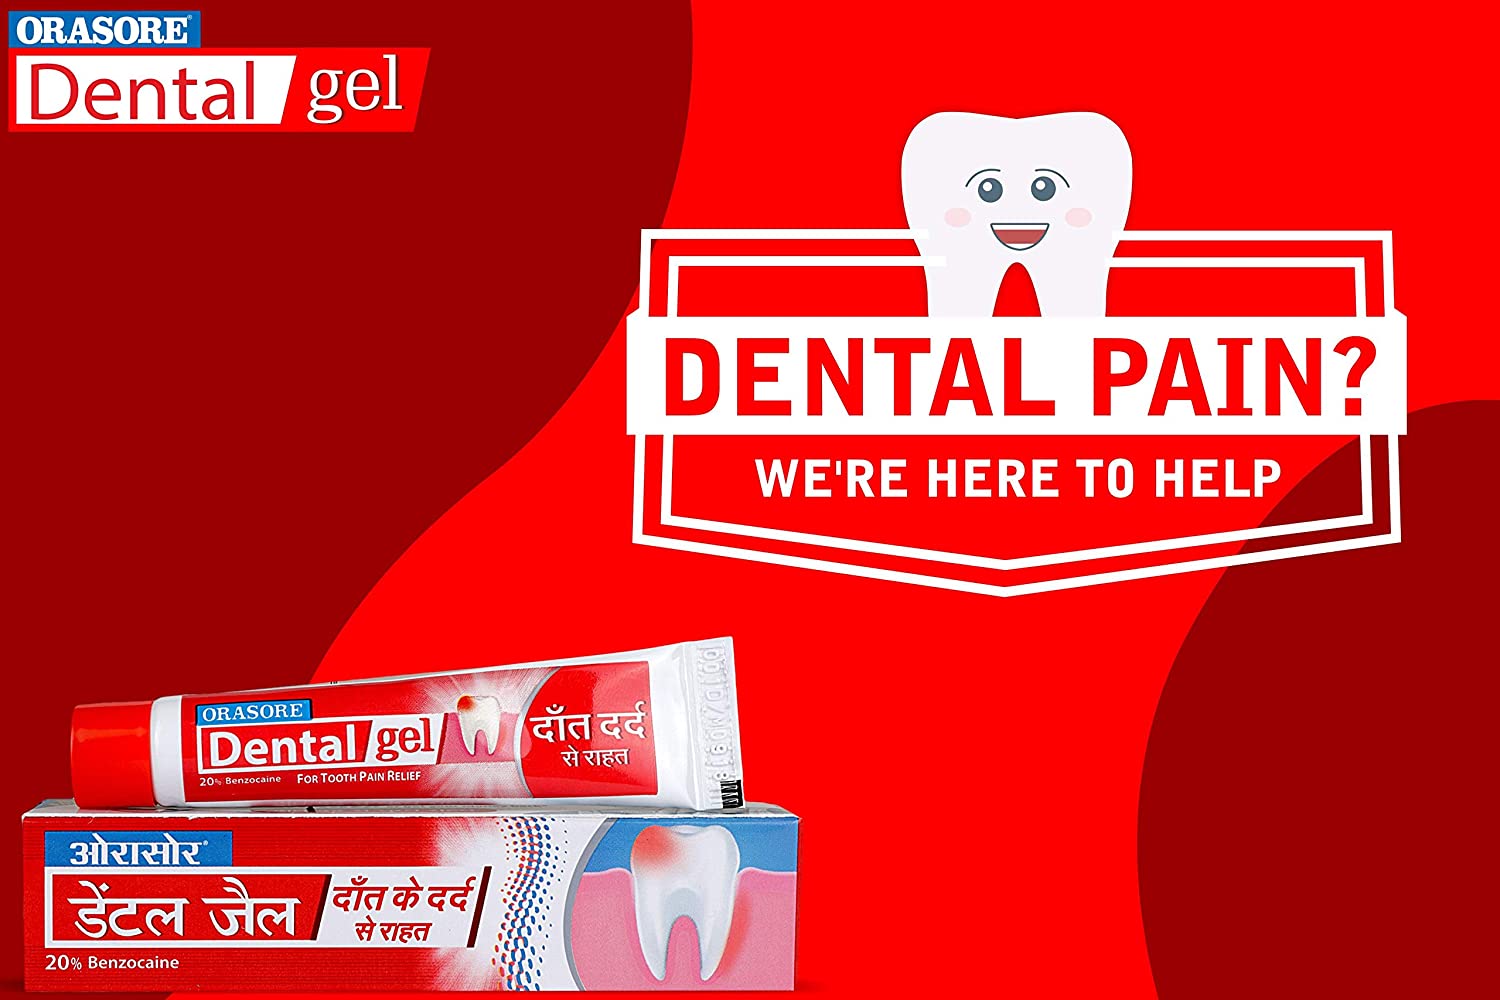 ORASORE®
Dental gel
DENTAL PAIN?
WE'RE HERE TO HELP
ORASORE
Dental gel
20% Benzocaine FOR TOOTH PAIN RELIEF
दाँत दर्द
से राहत
ओरासोर®
डेंटल जैल
दाँत के दर्द
से राहत
20% Benzocaine